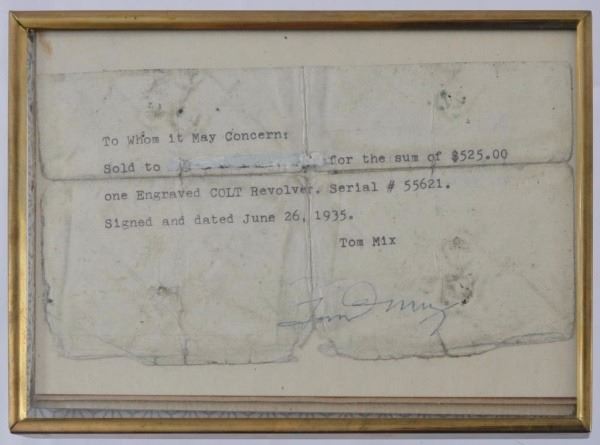 To Whom it May Concern:
Sold to for the sum of $525.00
one Engraved COLT Revolver. Serial # 55621.
Signed and dated June 26, 1935.
Tom Mix
Tom Mix